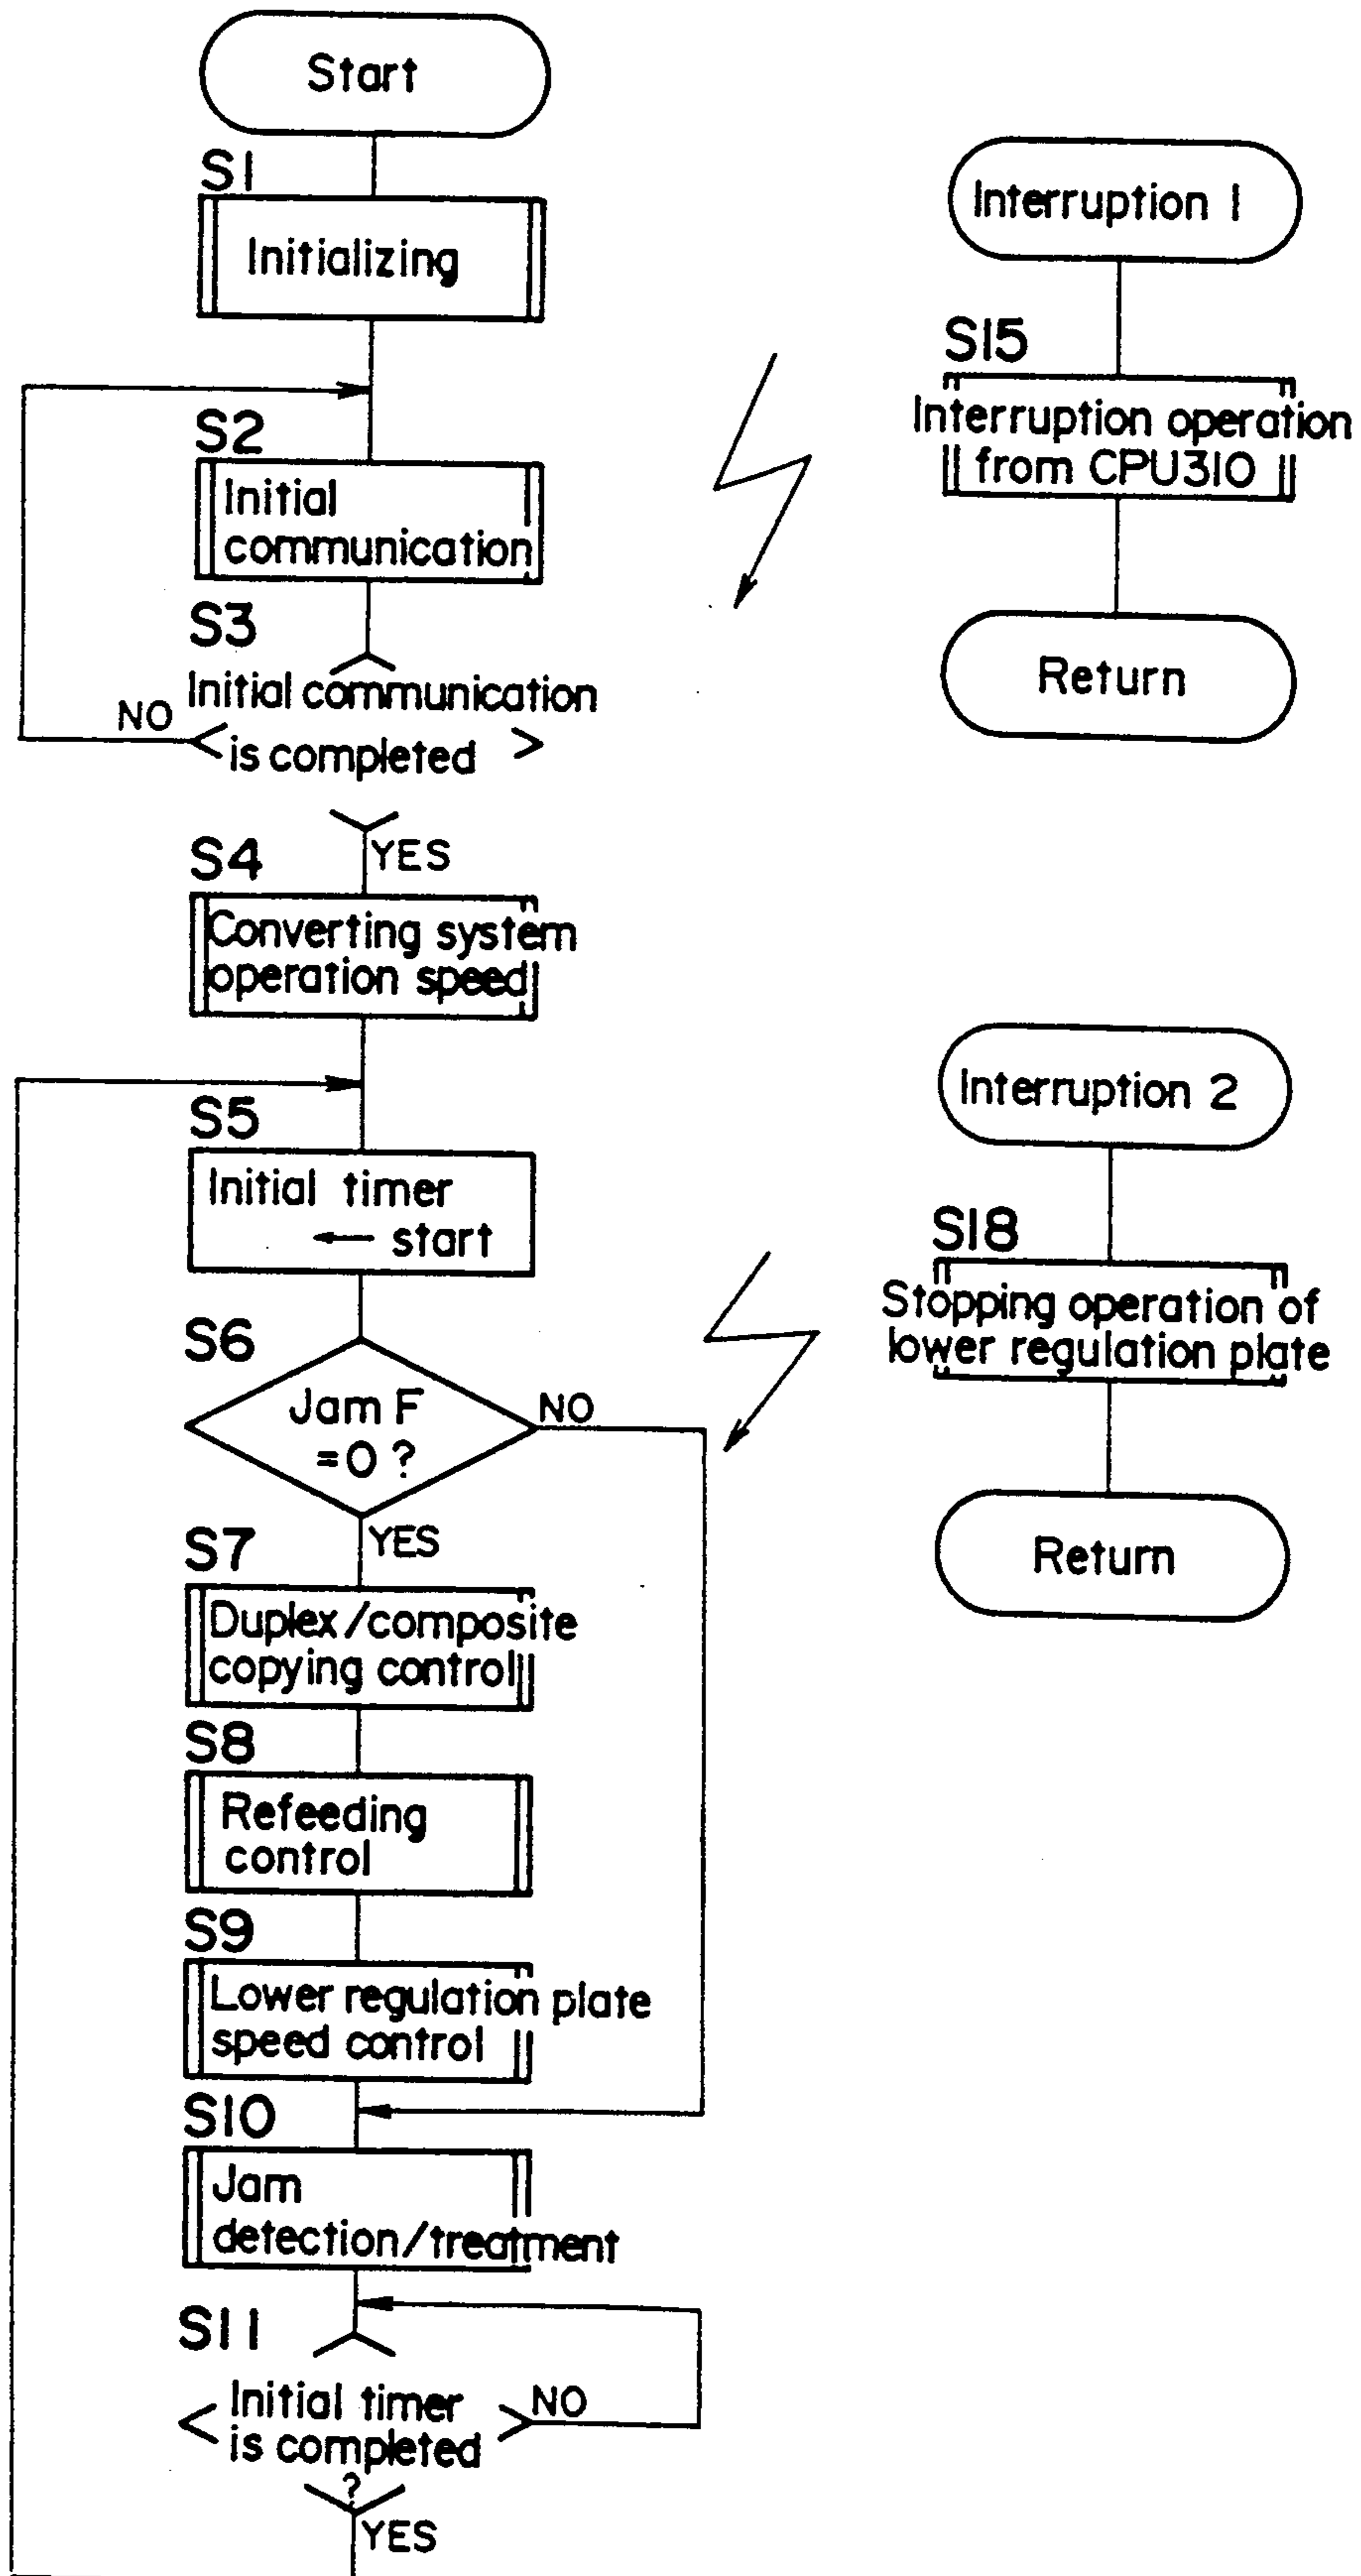 Start
S1
Initializing
S2
Initial
communication
S3
Initial communication
is completed
NO
YES
S4
Converting system
operation speed
S5
Initial timer
← start
S6
Jam F
=0 ?
NO
YES
S7
Duplex/composite
copying control
S8
Refeeding
control
S9
Lower regulation plate
speed control
S10
Jam
detection/treatment
S11
Initial timer
is completed
?
NO
YES
Interruption 1
S15
Interruption operation
from CPU310
Return
Interruption 2
S18
Stopping operation of
lower regulation plate
Return